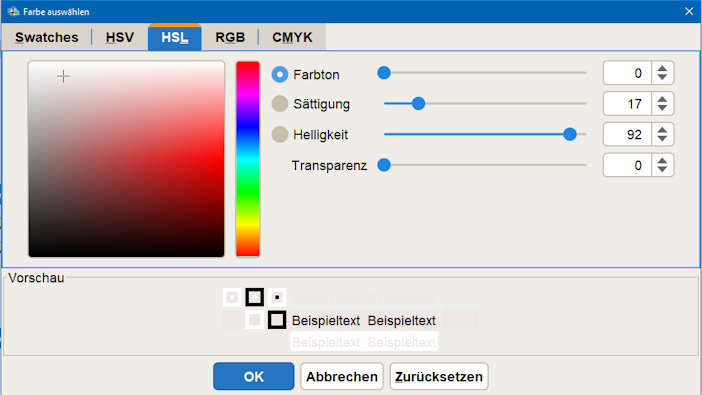 Farbe auswählen
Swatches HSV HSL RGB CMYK
Farbton 0
Sättigung 17
Helligkeit 92
Transparenz 0
Vorschau
Beispieltext Beispieltext
Beispieltext Beispieltext
Beispieltext Beispieltext
OK Abbrechen Zurücksetzen